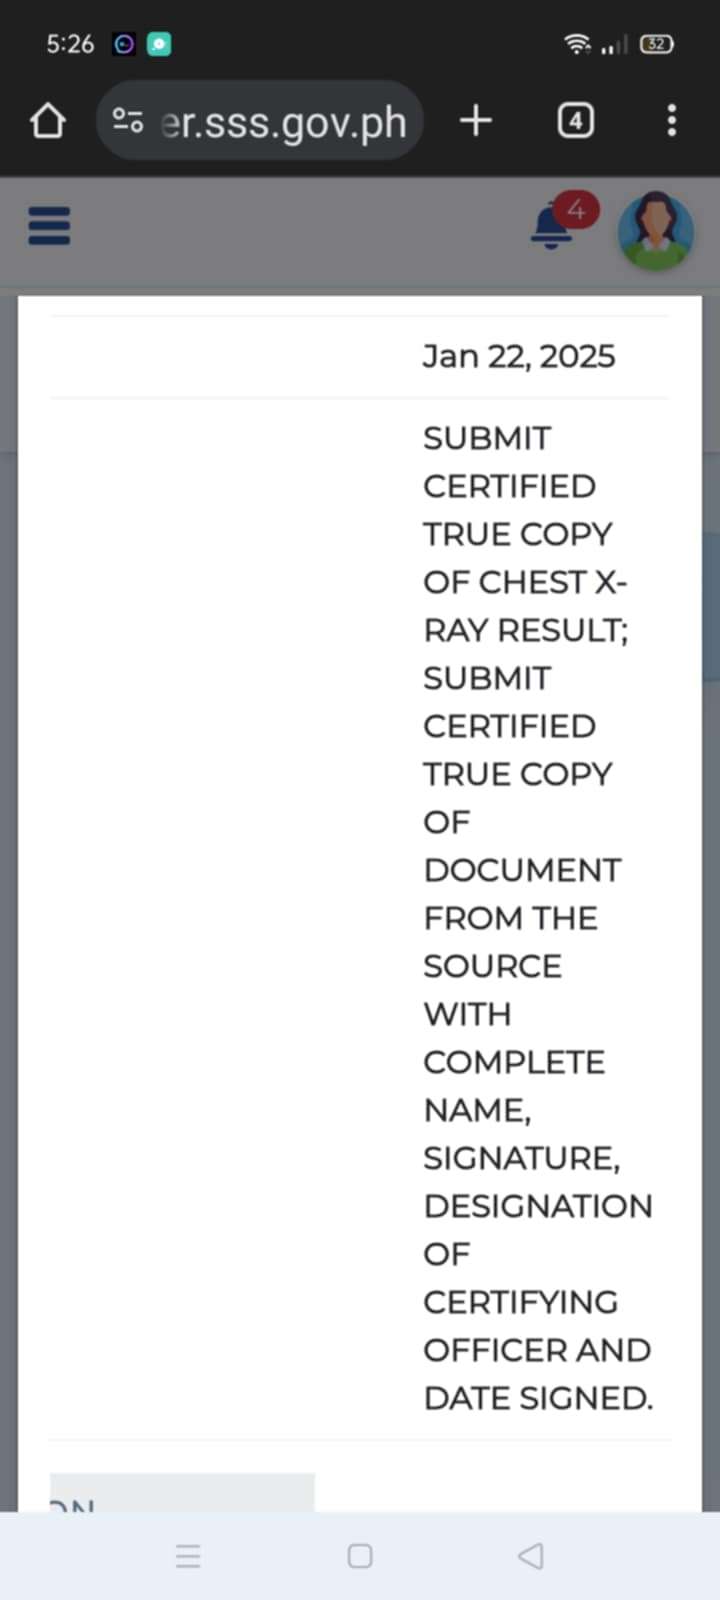 5:26
32
er.sss.gov.ph
4
4
Jan 22, 2025
SUBMIT
CERTIFIED
TRUE COPY
OF CHEST X-
RAY RESULT;
SUBMIT
CERTIFIED
TRUE COPY
OF
DOCUMENT
FROM THE
SOURCE
WITH
COMPLETE
NAME,
SIGNATURE,
DESIGNATION
OF
CERTIFYING
OFFICER AND
DATE SIGNED.
ON